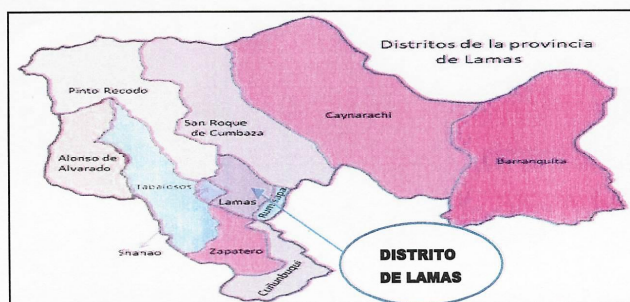 Distritos de la provincia
de Lamas
Pinto Recodo
San Roque
de Cumbaza
Caynarachi
Alonso de
Alvarado
Barranquita
Tabalosos
Lamas
Rumisapa
Shanao
Zapatero
Cuñumbuqui
DISTRITO
DE LAMAS